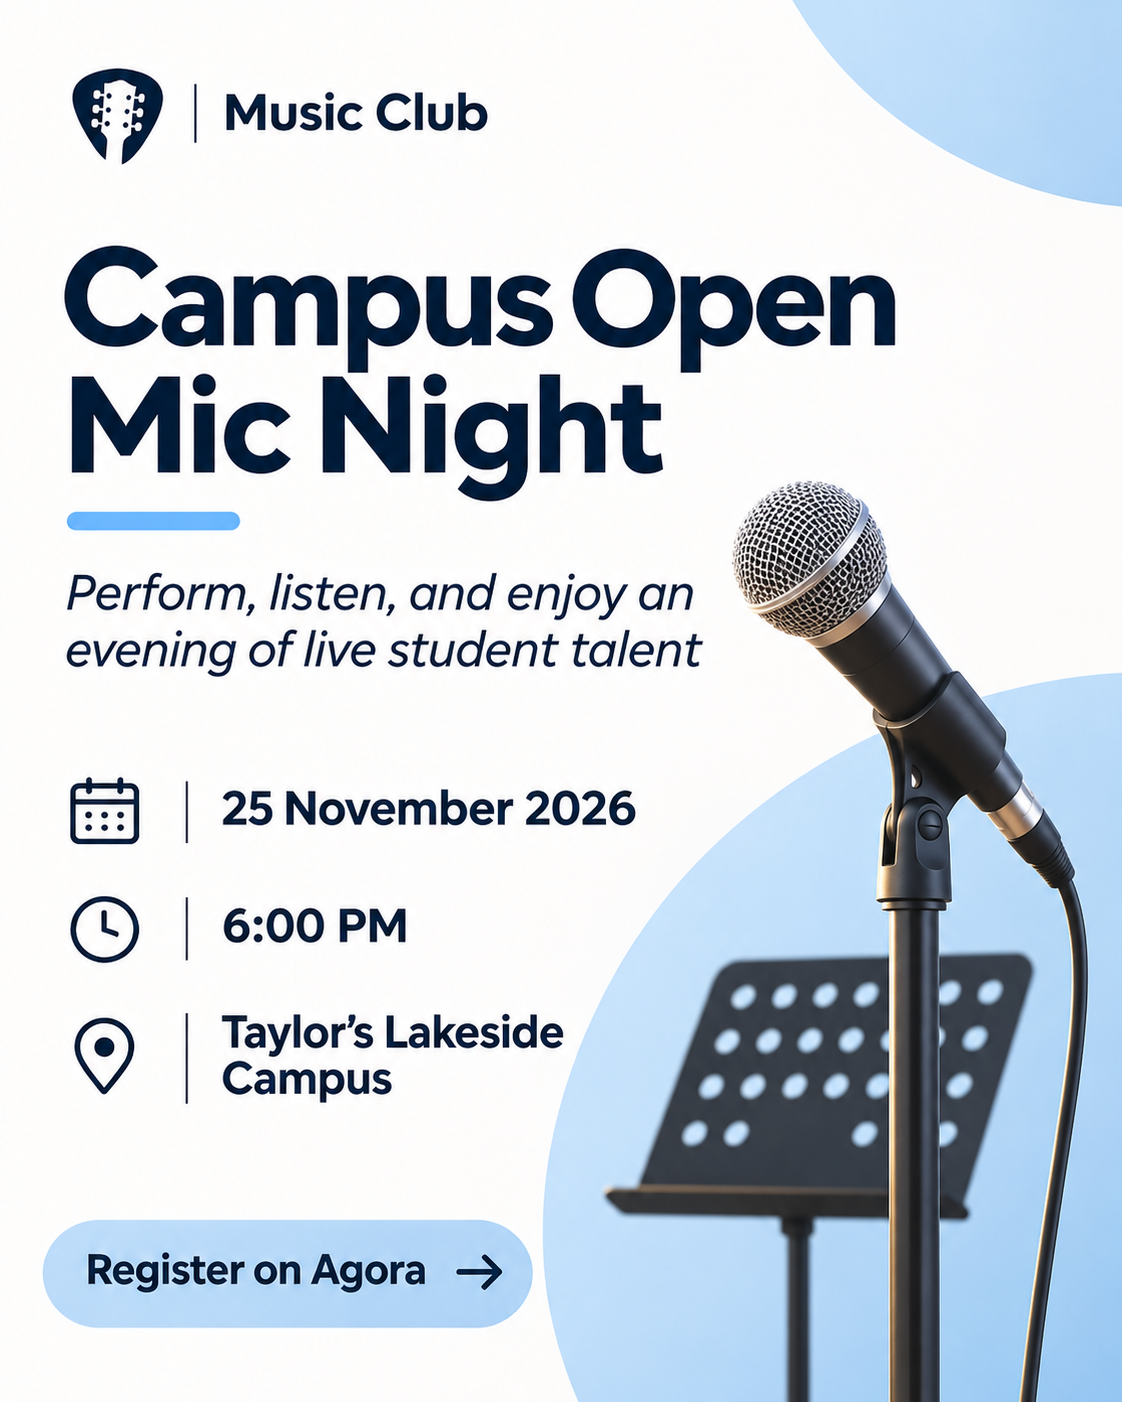 Music Club
Campus Open
Mic Night
Perform, listen, and enjoy an
evening of live student talent
25 November 2026
6:00 PM
Taylor’s Lakeside
Campus
Register on Agora